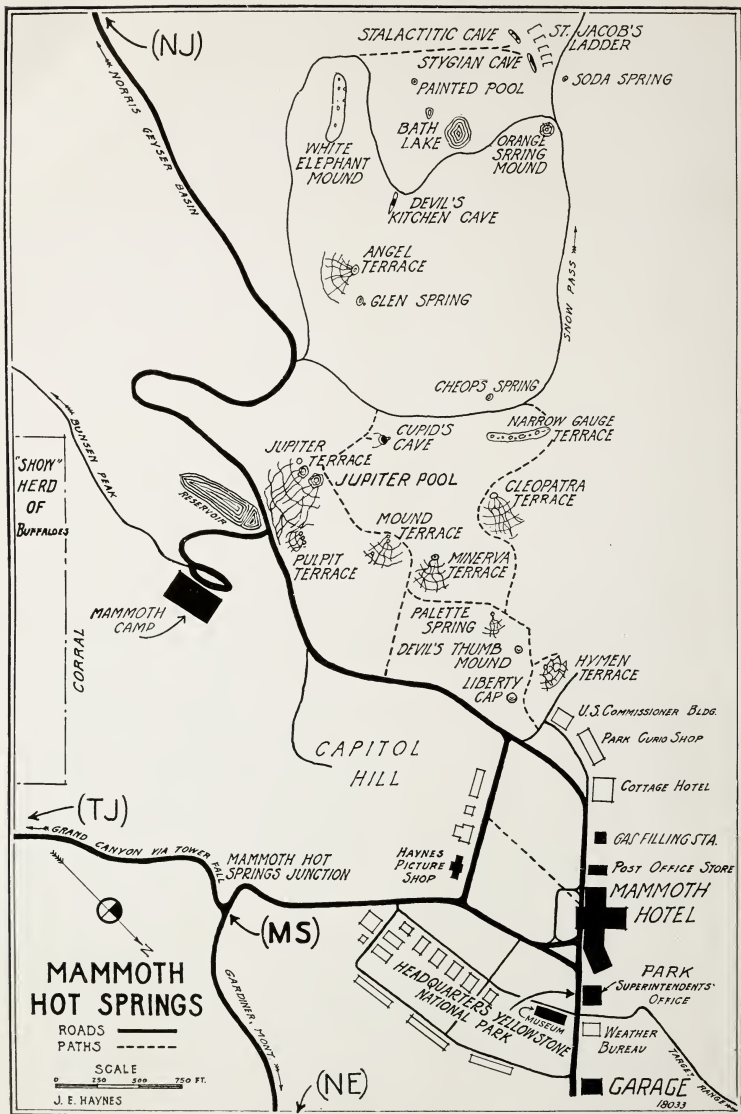 (NJ)
NORRIS GEYSER BASIN
STALACTITIC CAVE
ST. JACOB'S
LADDER
STYGIAN CAVE
PAINTED POOL
SODA SPRING
WHITE
ELEPHANT
MOUND
BATH
LAKE
ORANGE
SRRING
MOUND
DEVIL'S
KITCHEN CAVE
ANGEL
TERRACE
GLEN SPRING
SNOW PASS
CHEOPS SPRING
BUNSEN PEAK
"SHOW"
HERD
OF
BUFFALOES
CORRAL
CUPID'S
CAVE
NARROW GAUGE
TERRACE
JUPITER
TERRACE
JUPITER POOL
RESERVOIR
CLEOPATRA
TERRACE
MOUND
TERRACE
PULPIT
TERRACE
MINERVA
TERRACE
MAMMOTH
CAMP
PALETTE
SPRING
DEVIL'S THUMB
MOUND
HYMEN
TERRACE
LIBERTY
CAP
U.S. COMMISSIONER BLDG.
PARK CURIO SHOP
CAPITOL
HILL
COTTAGE HOTEL
(TJ)
GRAND CANYON VIA TOWER FALL
MAMMOTH HOT
SPRINGS JUNCTION
HAYNES
PICTURE
SHOP
GAS FILLING STA.
POST OFFICE STORE
MAMMOTH
HOTEL
(MS)
N
GARDINER, MONT
HEADQUARTERS YELLOWSTONE
NATIONAL PARK
MUSEUM
PARK
SUPERINTENDENTS'
OFFICE
WEATHER
BUREAU
TARGET RANGE
MAMMOTH
HOT SPRINGS
ROADS
PATHS
SCALE
0 250 500 750 FT.
J. E. HAYNES
(NE)
GARAGE
18033